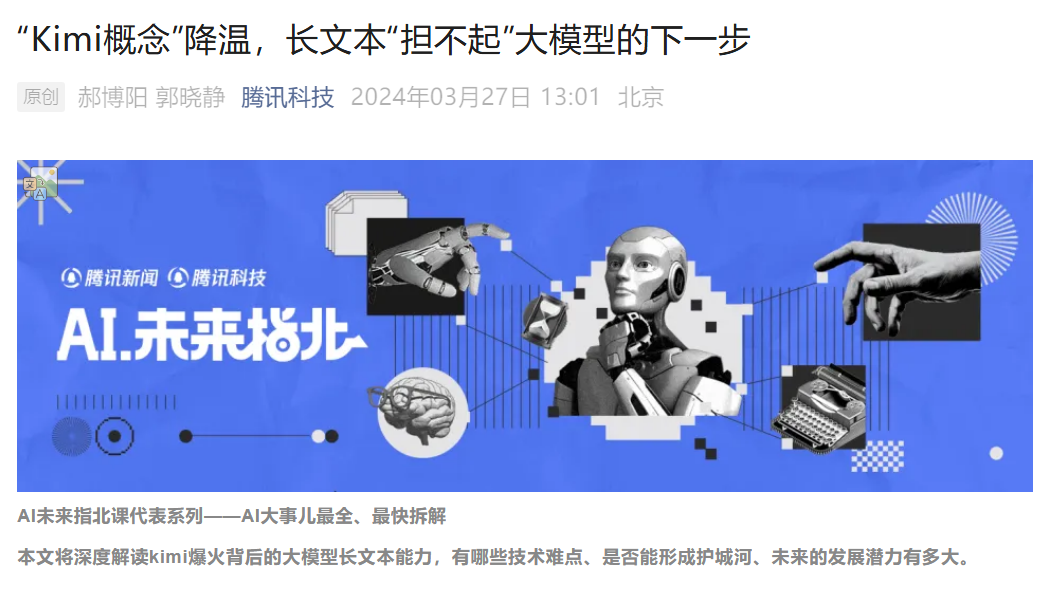 “Kimi概念”降温，长文本“担不起”大模型的下一步
原创 郝博阳 郭晓静 腾讯科技 2024年03月27日 13:01 北京
文
A
腾讯新闻 腾讯科技
AI.未来指北
AI未来指北课代表系列——AI大事儿最全、最快拆解
本文将深度解读kimi爆火背后的大模型长文本能力，有哪些技术难点、是否能形成护城河、未来的发展潜力有多大。